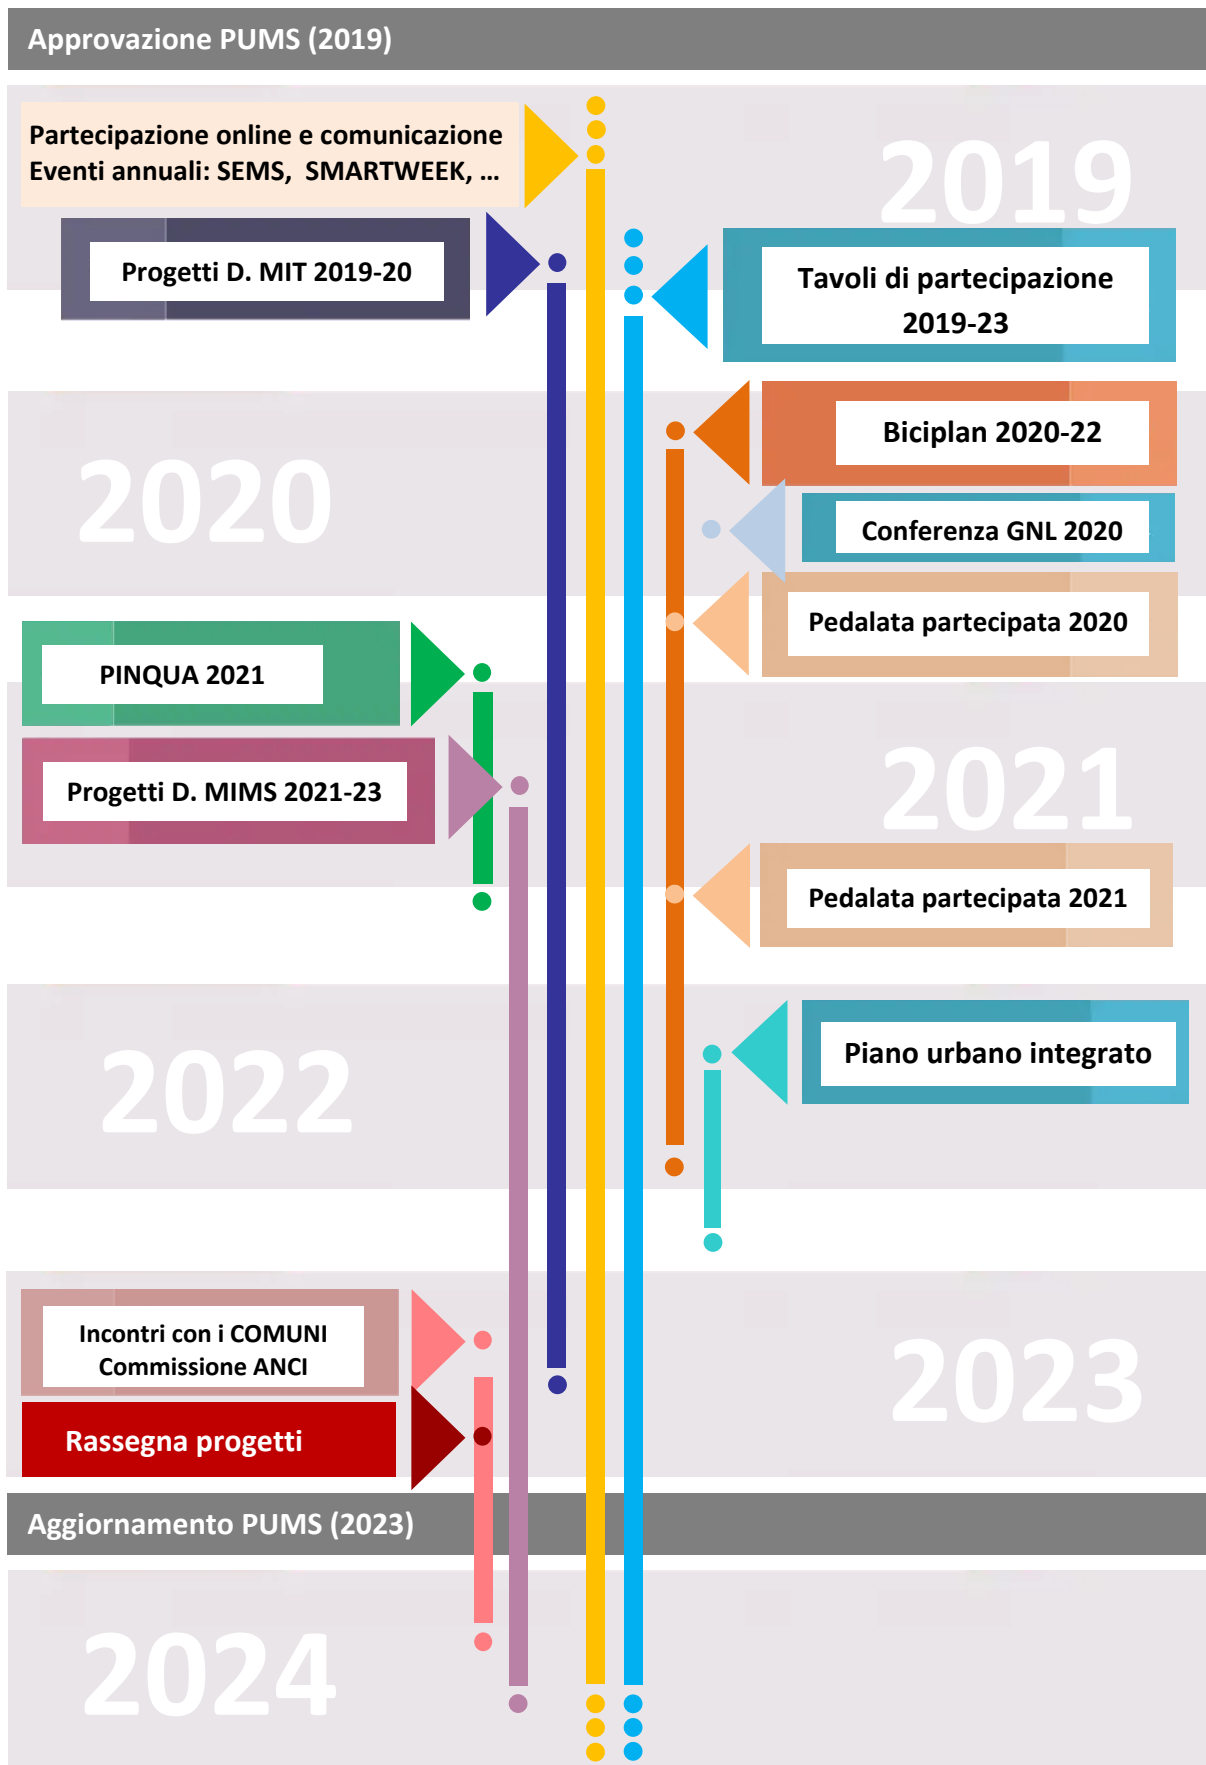 Approvazione PUMS (2019)
Partecipazione online e comunicazione
Eventi annuali: SEMS, SMARTWEEK, ...
2019
Progetti D. MIT 2019-20
Tavoli di partecipazione
2019-23
Biciplan 2020-22
2020
Conferenza GNL 2020
Pedalata partecipata 2020
PINQUA 2021
Progetti D. MIMS 2021-23
2021
Pedalata partecipata 2021
Piano urbano integrato
2022
Incontri con i COMUNI
Commissione ANCI
2023
Rassegna progetti
Aggiornamento PUMS (2023)
2024